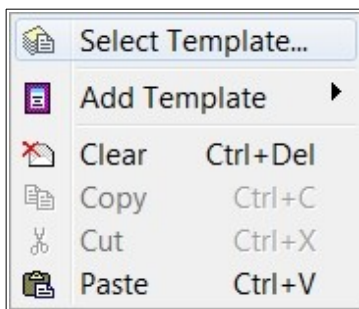 Select Template...
Add Template
Clear Ctrl+Del
Copy Ctrl+C
Cut Ctrl+X
Paste Ctrl+V